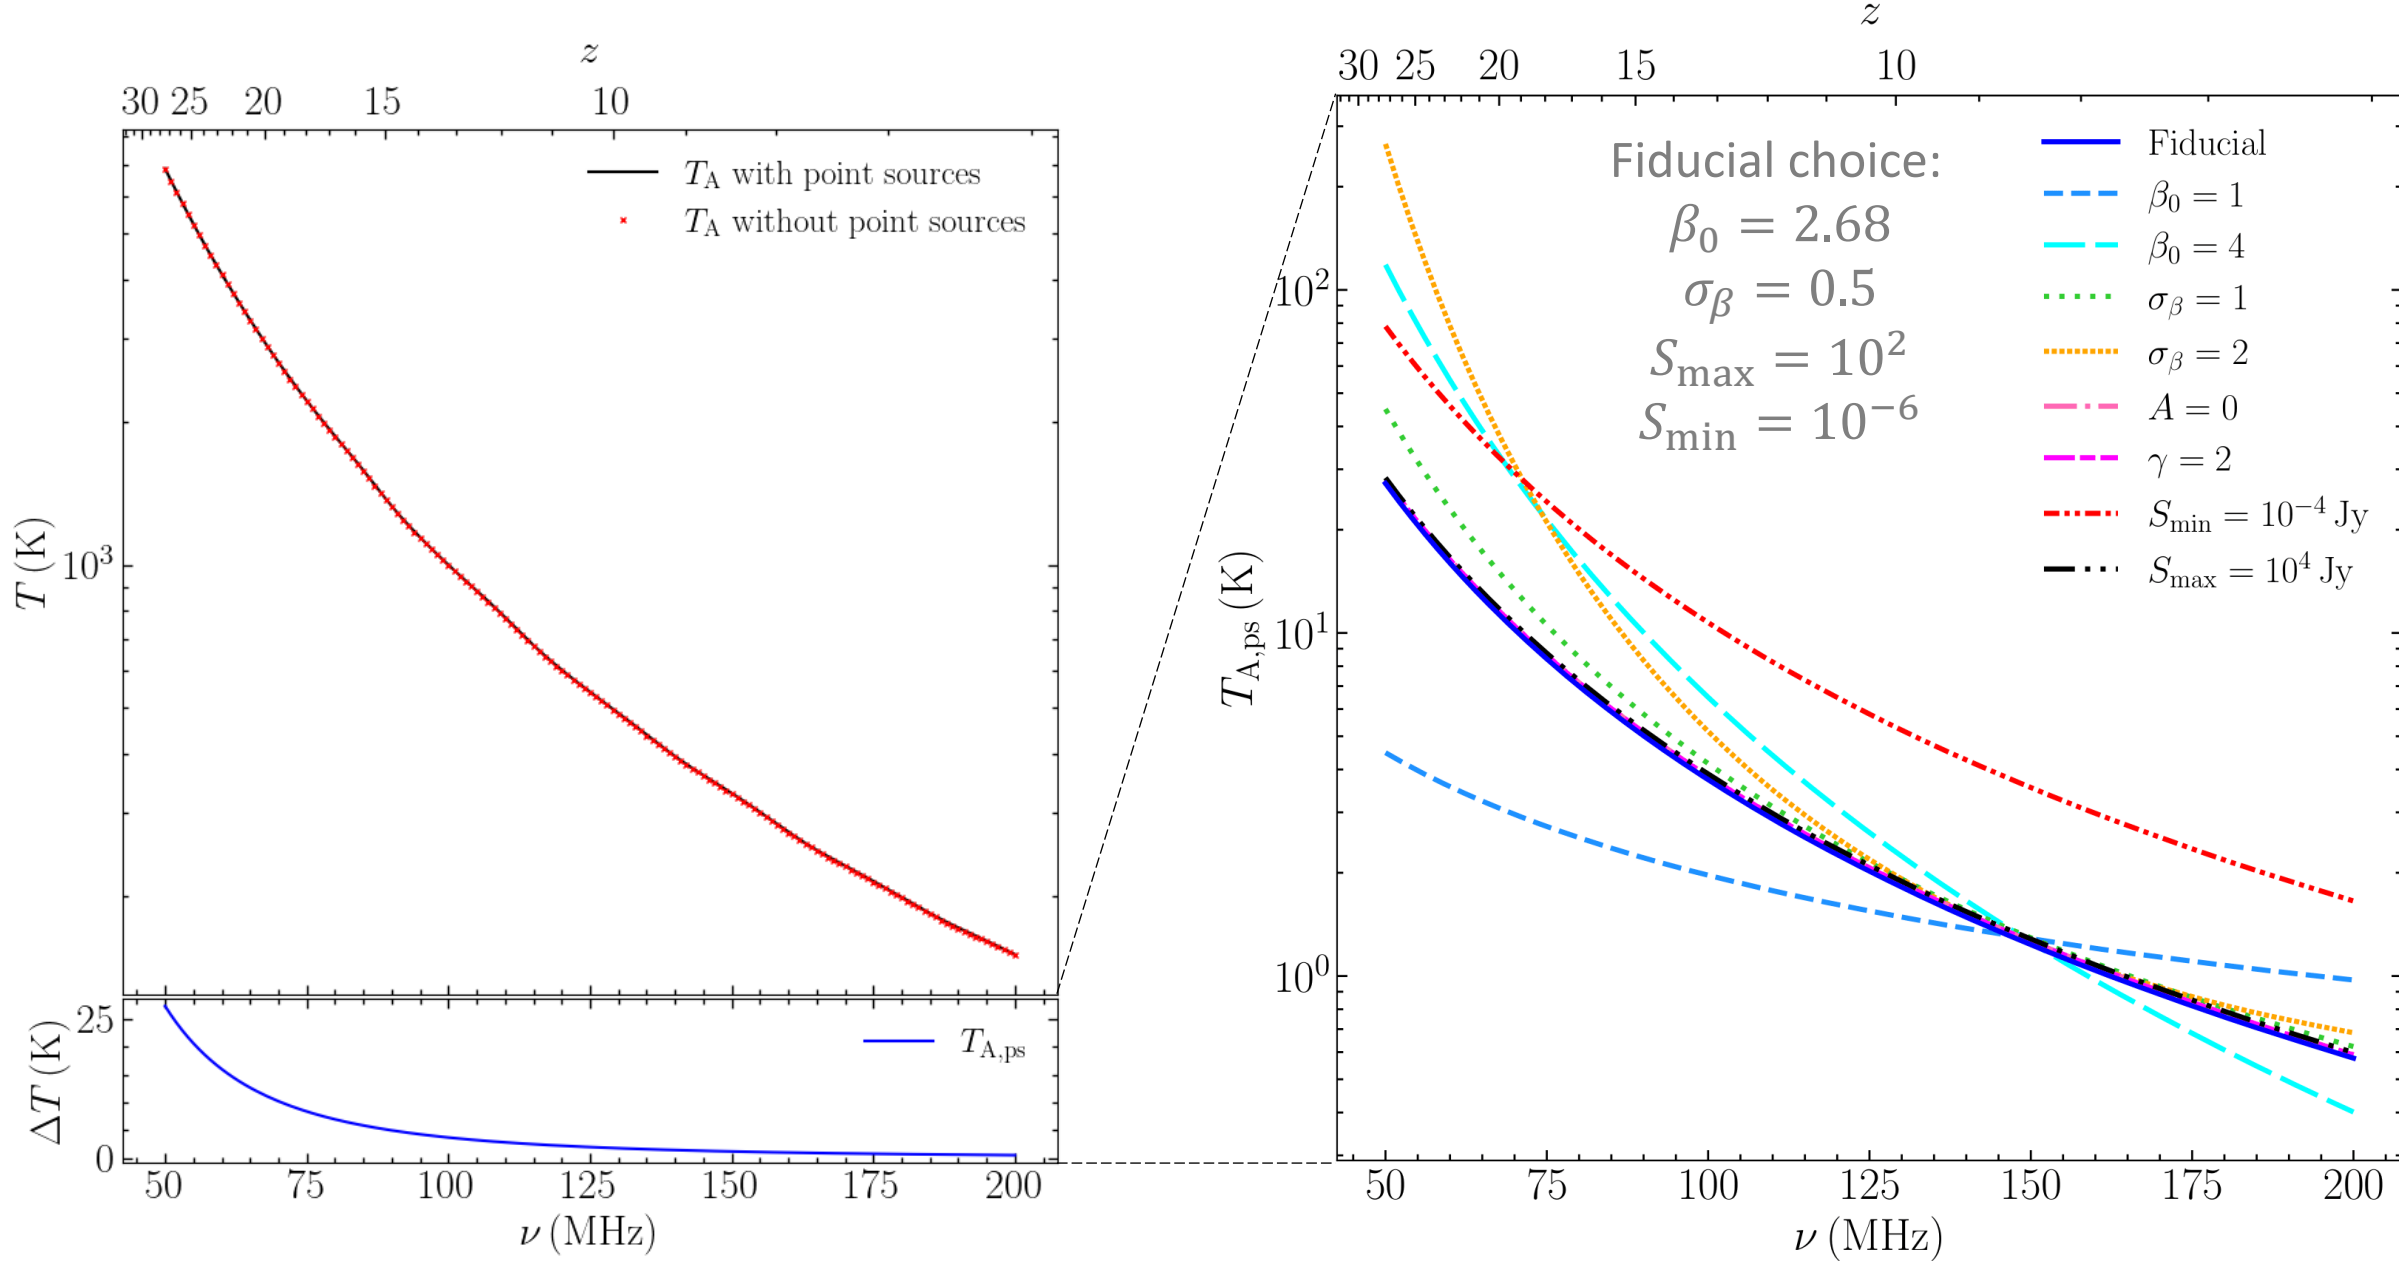 z
30 25 20 15 10
T_A with point sources
T_A without point sources
T (K)
10^3
ΔT (K)
25
0
T_A,ps
50 75 100 125 150 175 200
ν (MHz)
z
30 25 20 15 10
Fiducial choice:
β_0 = 2.68
σ_β = 0.5
S_max = 10^2
S_min = 10^−6
Fiducial
β_0 = 1
β_0 = 4
σ_β = 1
σ_β = 2
A = 0
γ = 2
S_min = 10^−4 Jy
S_max = 10^4 Jy
T_A,ps (K)
10^2
10^1
10^0
50 75 100 125 150 175 200
ν (MHz)